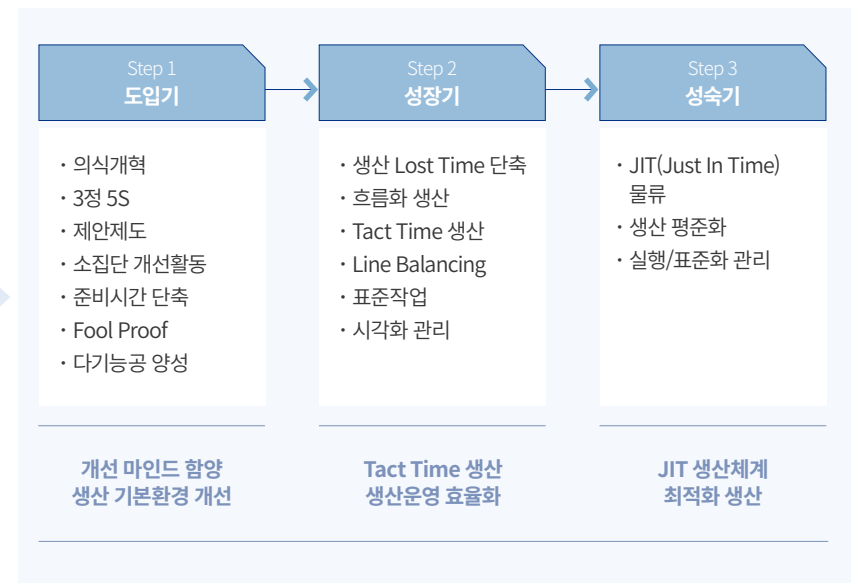 Step 1
도입기
· 의식개혁
· 3정 5S
· 제안제도
· 소집단 개선활동
· 준비시간 단축
· Fool Proof
· 다기능공 양성
개선 마인드 함양
생산 기본환경 개선
Step 2
성장기
· 생산 Lost Time 단축
· 흐름화 생산
· Tact Time 생산
· Line Balancing
· 표준작업
· 시각화 관리
Tact Time 생산
생산운영 효율화
Step 3
성숙기
· JIT(Just In Time)
물류
· 생산 평준화
· 실행/표준화 관리
JIT 생산체계
최적화 생산